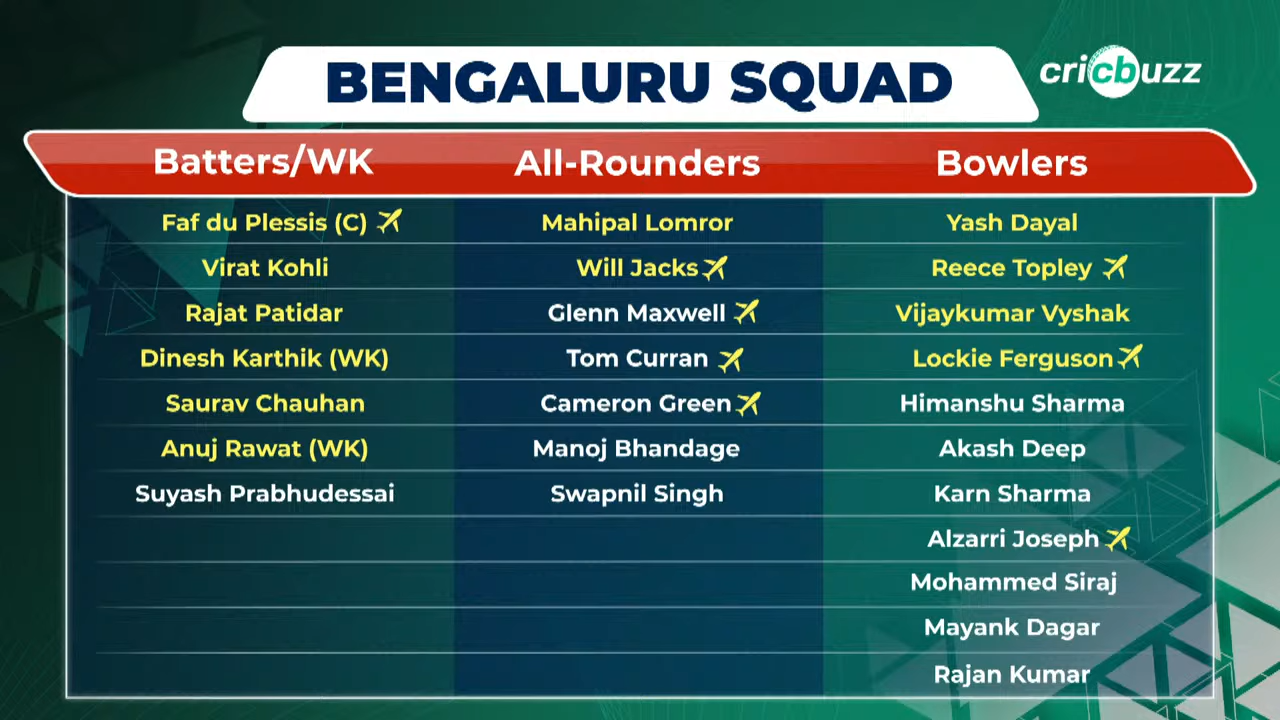 BENGALURU SQUAD
cricbuzz
Batters/WK All-Rounders Bowlers
Faf du Plessis (C) Mahipal Lomror Yash Dayal
Virat Kohli Will Jacks Reece Topley
Rajat Patidar Glenn Maxwell Vijaykumar Vyshak
Dinesh Karthik (WK) Tom Curran Lockie Ferguson
Saurav Chauhan Cameron Green Himanshu Sharma
Anuj Rawat (WK) Manoj Bhandage Akash Deep
Suyash Prabhudessai Swapnil Singh Karn Sharma
Alzarri Joseph
Mohammed Siraj
Mayank Dagar
Rajan Kumar